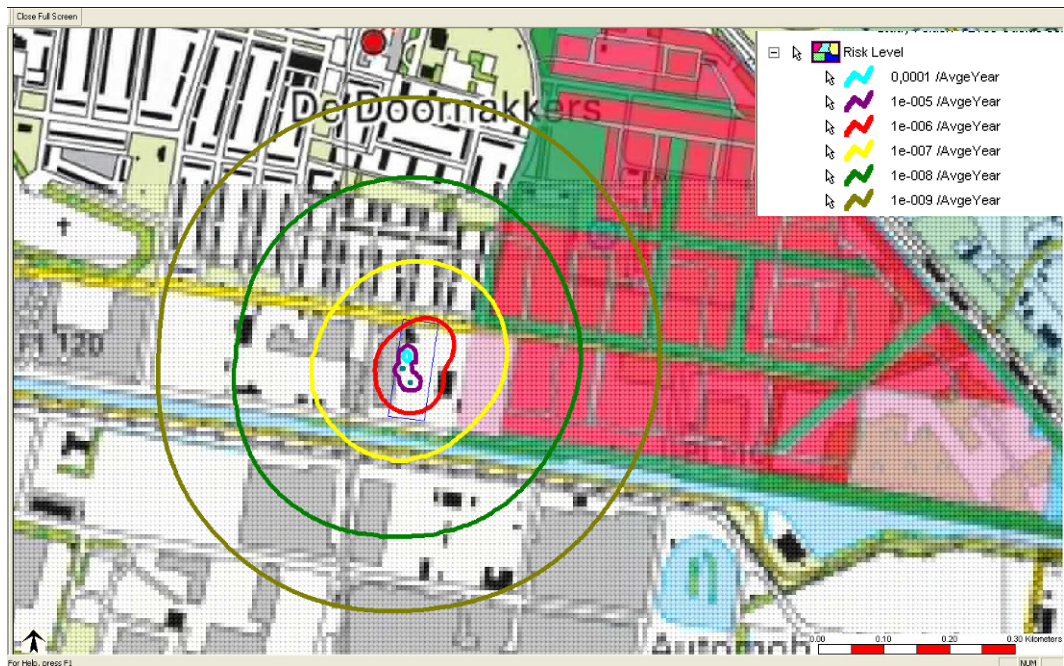 Close Full Screen
Risk Level
0,0001 /AvgeYear
1e-005 /AvgeYear
1e-006 /AvgeYear
1e-007 /AvgeYear
1e-008 /AvgeYear
1e-009 /AvgeYear
De Doornakkers
120
0.00 0.10 0.20 0.30 Kilometers
For Help, press F1
NUM